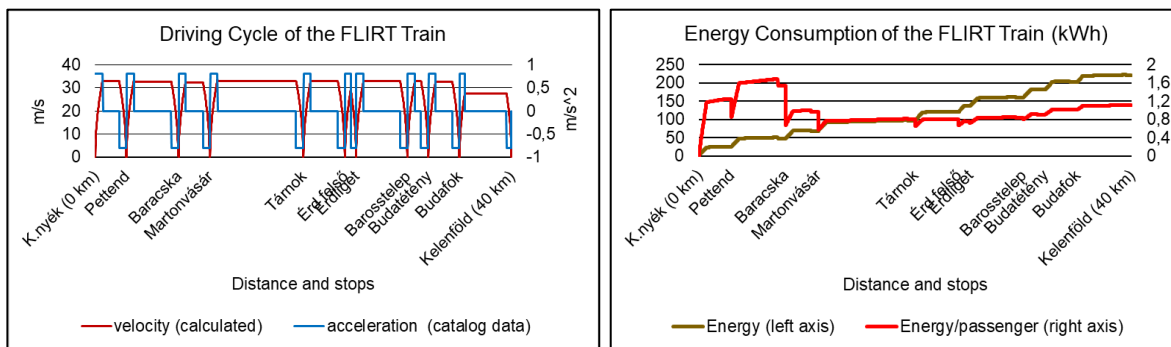 Driving Cycle of the FLIRT Train
40
30
20
10
0
m/s
1
0,5
0
-0,5
-1
m/s^2
K.nyék (0 km)
Pettend
Baracska
Martonvásár
Tárnok
Érd felső
Érdliget
Barosstelep
Budatétény
Budafok
Kelenföld (40 km)
Distance and stops
velocity (calculated)
acceleration (catalog data)
Energy Consumption of the FLIRT Train (kWh)
250
200
150
100
50
0
2
1,6
1,2
0,8
0,4
0
K.nyék (0 km)
Pettend
Baracska
Martonvásár
Tárnok
Érd felső
Érdliget
Barosstelep
Budatétény
Budafok
Kelenföld (40 km)
Distance and stops
Energy (left axis)
Energy/passenger (right axis)